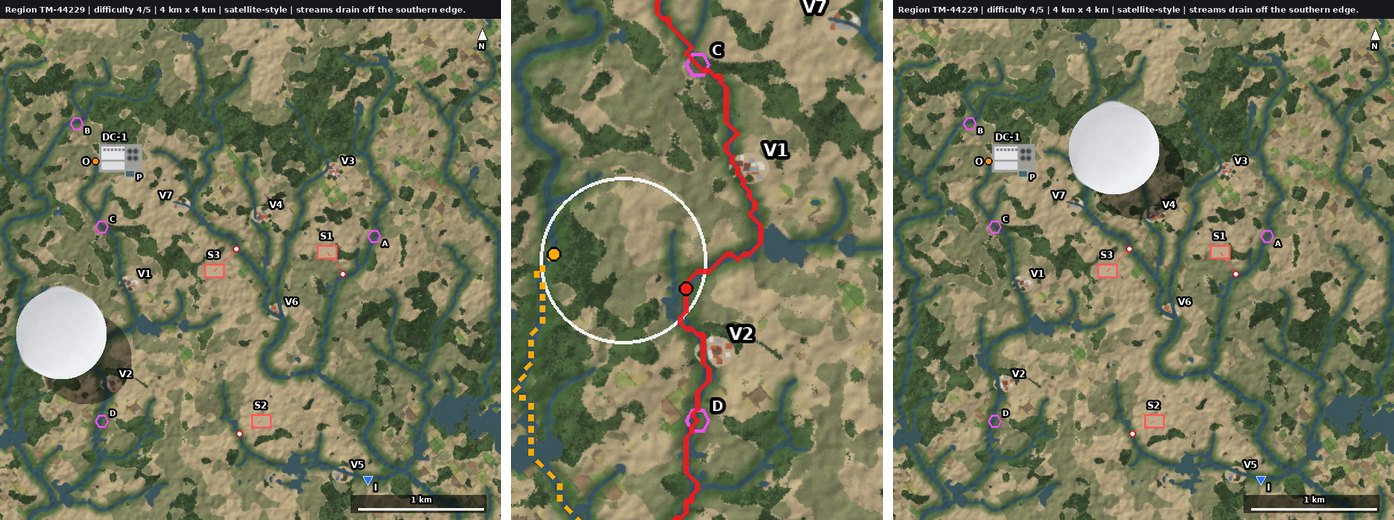 Region TM-44229 | difficulty 4/5 | 4 km x 4 km | satellite-style | streams drain off the southern edge.
N
B
DC-1
O
P
V3
V7
V4
C
S1
A
S3
V1
V6
V2
D
S2
V5
I
1 km
V7
C
V1
V2
D
Region TM-44229 | difficulty 4/5 | 4 km x 4 km | satellite-style | streams drain off the southern edge.
N
B
DC-1
O
P
V3
V7
V4
C
S1
A
S3
V1
V6
V2
D
S2
V5
I
1 km